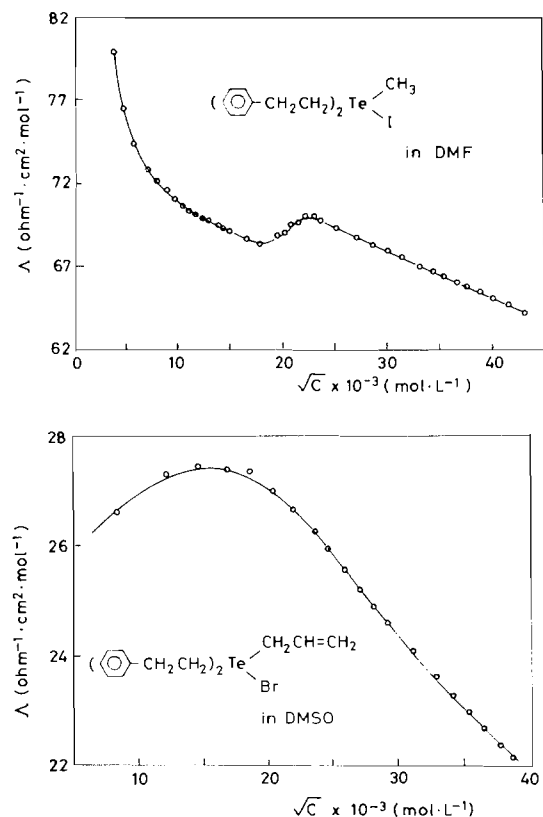 82
77
72
67
62
Λ (ohm⁻¹·cm²·mol⁻¹)
( –CH₂CH₂)₂ Te
CH₃
I
in DMF
0 10 20 30 40
√C × 10⁻³ (mol·L⁻¹)
28
26
24
22
Λ (ohm⁻¹·cm²·mol⁻¹)
( –CH₂–CH₂)₂ Te
CH₂CH=CH₂
Br
in DMSO
10 20 30 40
√C × 10⁻³ (mol·L⁻¹)